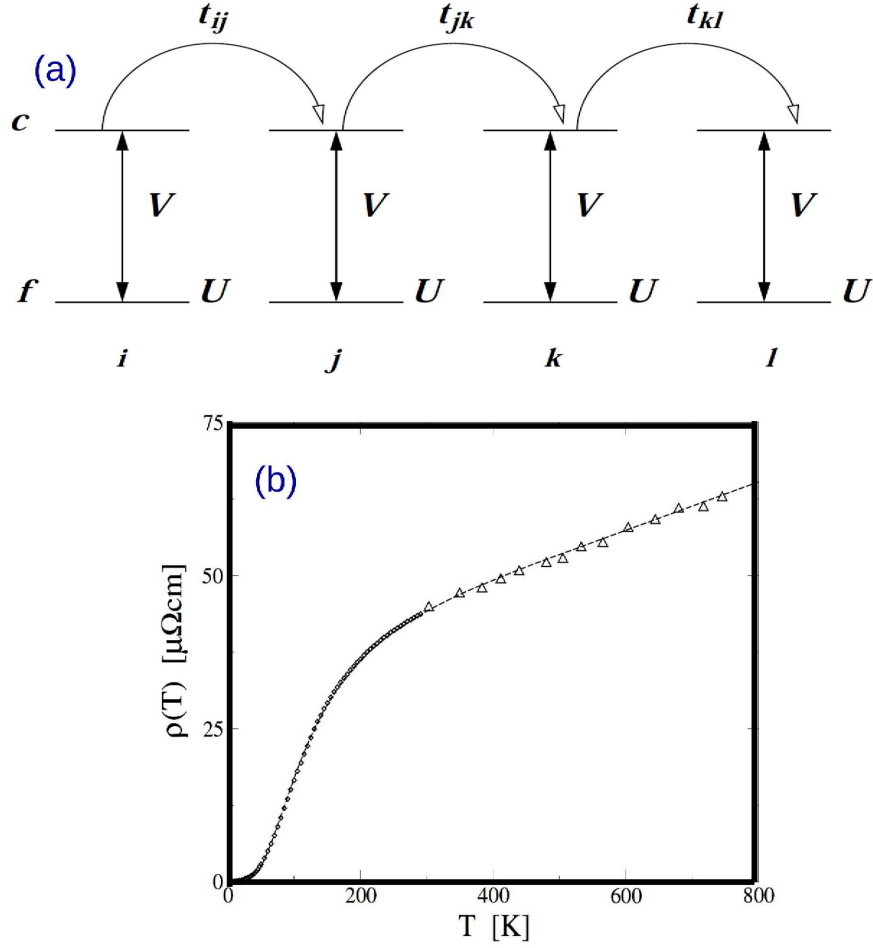 t_ij t_jk t_kl
(a)
c
V V V V
f U U U U
i j k l
75
(b)
50
25
0
ρ(T) [μΩcm]
0 200 400 600 800
T [K]